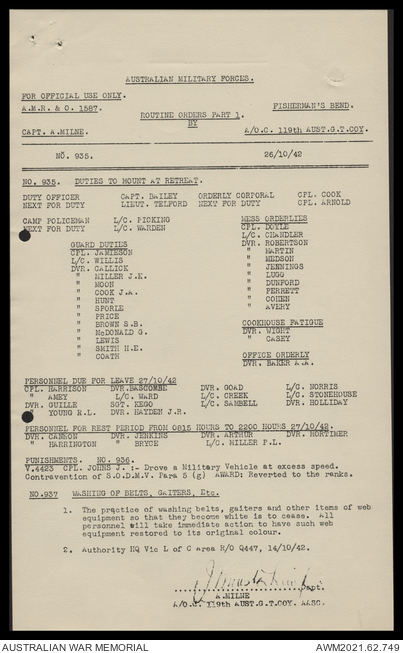 AUSTRALIAN MILITARY FORCES.
FOR OFFICIAL USE ONLY.
A.M.R. & O. 1587.
FISHERMAN'S BEND.
ROUTINE ORDERS PART 1.
BY
CAPT. A.MILNE.
A/O.C. 119th AUST.G.T.COY.
NO. 935.
26/10/42
NO. 935. DUTIES TO MOUNT AT RETREAT.
DUTY OFFICER CAPT. BAILEY ORDERLY CORPORAL CPL. COOK
NEXT FOR DUTY LIEUT. TELFORD NEXT FOR DUTY CPL. ARNOLD
CAMP POLICEMAN L/C. PICKING
NEXT FOR DUTY L/C. WARDEN
GUARD DUTIES
CPL. JAMIESON
L/C. WILLIS
DVR. CALLICK
" MILLER J.K.
" MOON
" COOK J.A.
" HUNT
" SPORLE
" PRICE
" BROWN S.B.
" McDONALD G.
" LEWIS
" SMITH H.E.
" COATH
MESS ORDERLIES
CPL. DOYLE
L/C. CHANDLER
DVR. ROBERTSON
" MARTIN
" MEDSON
" JENNINGS
" LUGG
" DUNFORD
" PERRETT
" COHEN
" AVERY
COOKHOUSE FATIGUE
DVR. WIGHT
" CASEY
OFFICE ORDERLY
DVR. BAKER A.A.
PERSONNEL DUE FOR LEAVE 27/10/42
CPL. HARRISON DVR.BASCOMBE DVR. GOAD L/C. NORRIS
" AMEY L/C. WARD L/C. CREEK L/C. STONEHOUSE
DVR. GUILLE SGT. KEGG L/C. SAMBELL DVR. HOLLIDAY
" YOUNG R.L. DVR. HAYDEN J.R.
PERSONNEL FOR REST PERIOD FROM 0815 HOURS TO 2200 HOURS 27/10/42.
DVR. CANNON DVR. JENKINS DVR. ARTHUR DVR. MORTIMER
" HARRINGTON " BRYCE L/C. MILLER P.L.
PUNISHMENTS. NO. 936.
V.4423 CPL. JOHNS J. :- Drove a Military Vehicle at excess speed.
Contravention of S.O.D.M.V. Para 5 (g) AWARD: Reverted to the ranks.
NO.937 WASHING OF BELTS, GAITERS, Etc.
1. The practice of washing belts, gaiters and other items of web
equipment so that they become white is to cease. All
personnel will take immediate action to have such web
equipment restored to its original colour.
2. Authority HQ Vic L of C Area R/O Q447, 14/10/42.
Capt.
A.MILNE
A/O.C. 119th AUST.G.T.COY. AASC.
AUSTRALIAN WAR MEMORIAL
AWM2021.62.749